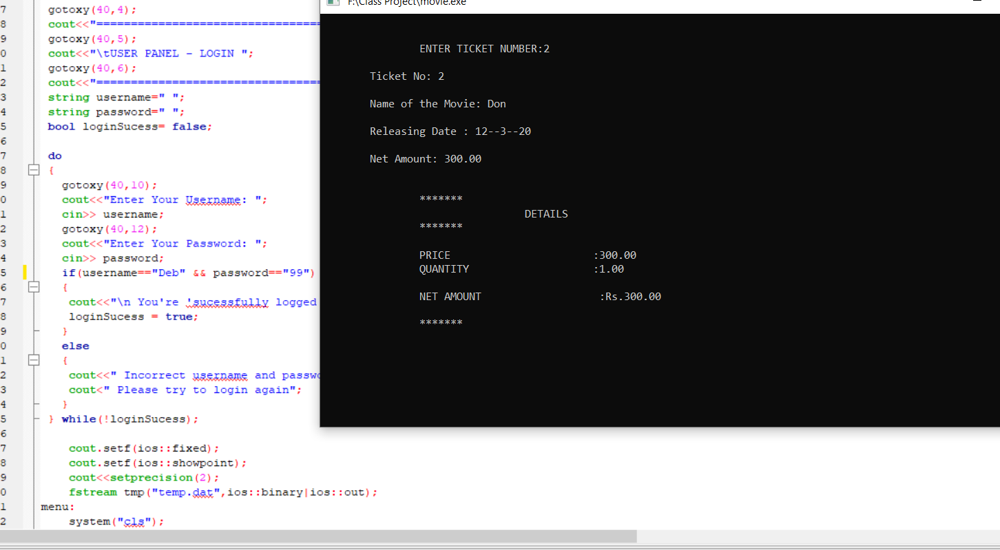 7 gotoxy(40,4);
8 cout<<"=================================
9 gotoxy(40,5);
0 cout<<"\tUSER PANEL - LOGIN ";
1 gotoxy(40,6);
2 cout<<"=================================
3 string username=" ";
4 string password=" ";
5 bool loginSucess= false;
6
7 do
8 {
9 gotoxy(40,10);
0 cout<<"Enter Your Username: ";
1 cin>> username;
2 gotoxy(40,12);
3 cout<<"Enter Your Password: ";
4 cin>> password;
5 if(username=="Deb" && password=="99")
6 {
7 cout<<"\n You're 'sucessfully logged
8 loginSucess = true;
9 }
0 else
1 {
2 cout<<" Incorrect username and passwo
3 cout<" Please try to login again";
4 }
5 } while(!loginSucess);
6
7 cout.setf(ios::fixed);
8 cout.setf(ios::showpoint);
9 cout<<setprecision(2);
0 fstream tmp("temp.dat",ios::binary|ios::out);
1 menu:
2 system("cls");
F:\Class Project\movie.exe
ENTER TICKET NUMBER:2
Ticket No: 2
Name of the Movie: Don
Releasing Date : 12--3--20
Net Amount: 300.00
*******
DETAILS
*******
PRICE :300.00
QUANTITY :1.00
NET AMOUNT :Rs.300.00
*******